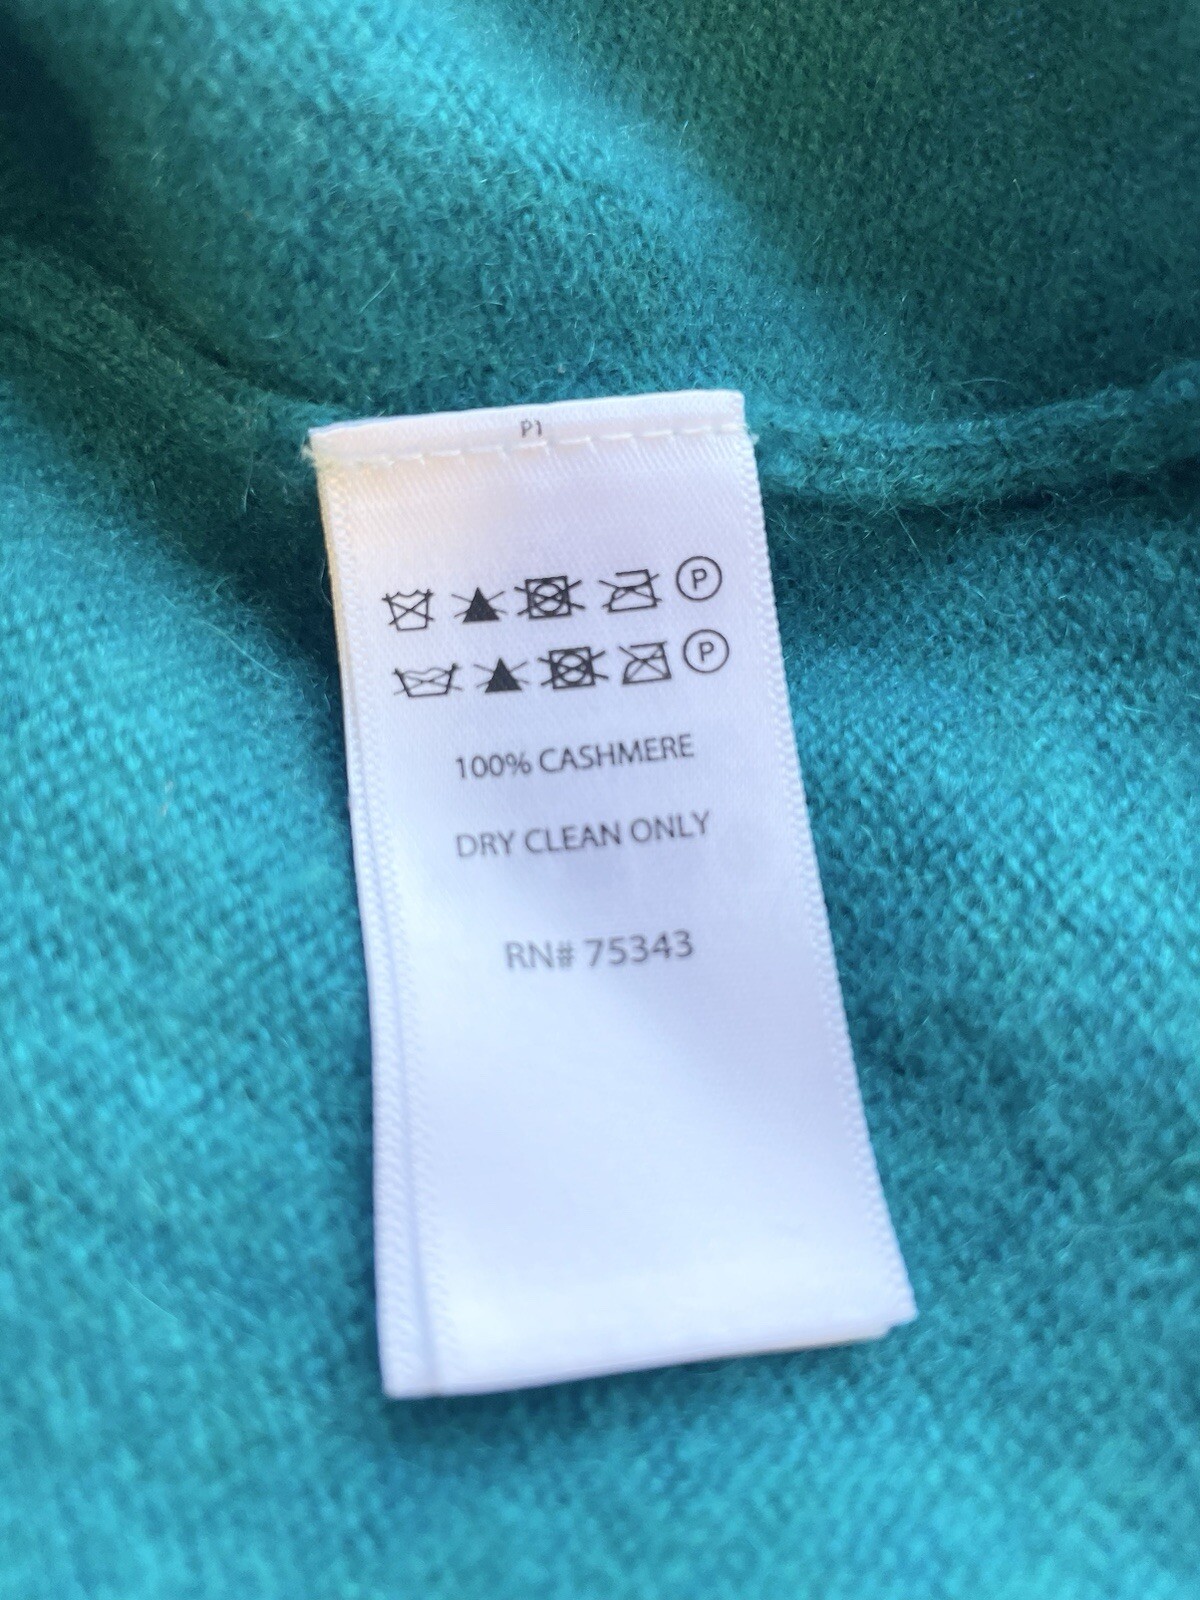 P1
P
P
100% CASHMERE
DRY CLEAN ONLY
RN# 75343